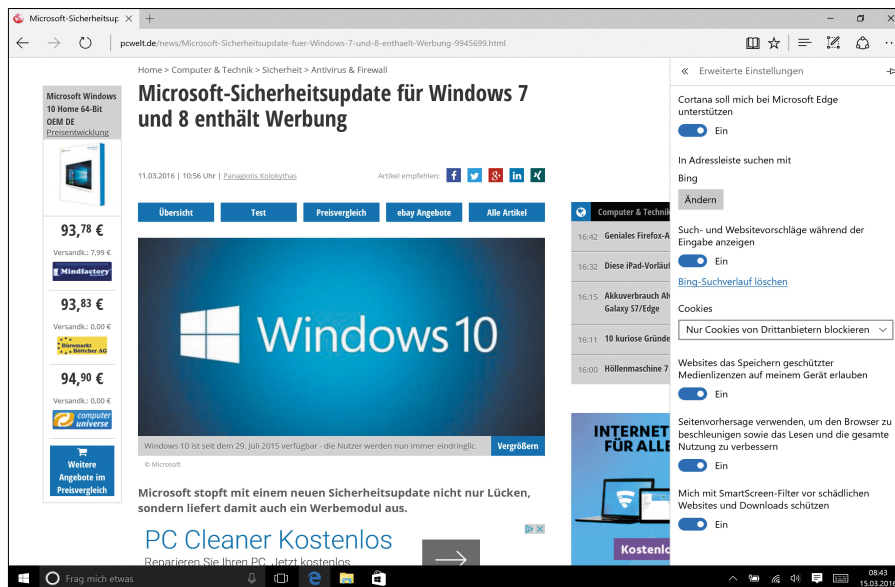 Microsoft-Sicherheitsup
pcwelt.de/news/Microsoft-Sicherheitsupdate-fuer-Windows-7-und-8-enthaelt-Werbung-9945699.html
Home > Computer & Technik > Sicherheit > Antivirus & Firewall
Microsoft-Sicherheitsupdate für Windows 7
und 8 enthält Werbung
11.03.2016 | 10:56 Uhr | Panagiotis Kolokythas
Artikel empfehlen:
Übersicht
Test
Preisvergleich
ebay Angebote
Alle Artikel
Microsoft Windows
10 Home 64-Bit
OEM DE
Preisentwicklung
93,78 €
Versandk.: 7,99 €
Mindfactory
93,83 €
Versandk.: 0,00 €
Büromarkt
Böttcher AG
94,90 €
Versandk.: 0,00 €
computer
universe
Weitere
Angebote im
Preisvergleich
Windows 10
Windows 10 ist seit dem 29. Juli 2015 verfügbar - die Nutzer werden nun immer eindringlic
Vergrößern
© Microsoft
Microsoft stopft mit einem neuen Sicherheitsupdate nicht nur Lücken,
sondern liefert damit auch ein Werbemodul aus.
PC Cleaner Kostenlos
Reparieren Sie Ihren PC. Jetzt kostenlos
Computer & Technik
16:42 Geniales Firefox-A
16:32 Diese iPad-Vorläuf
16:15 Akkuverbrauch Al
Galaxy S7/Edge
16:11 10 kuriose Gründe
16:00 Höllenmaschine 7
INTERNET
FÜR ALLE
Kostenlo
Erweiterte Einstellungen
Cortana soll mich bei Microsoft Edge
unterstützen
Ein
In Adressleiste suchen mit
Bing
Ändern
Such- und Websitevorschläge während der
Eingabe anzeigen
Ein
Bing-Suchverlauf löschen
Cookies
Nur Cookies von Drittanbietern blockieren
Websites das Speichern geschützter
Medienlizenzen auf meinem Gerät erlauben
Ein
Seitenvorhersage verwenden, um den Browser zu
beschleunigen sowie das Lesen und die gesamte
Nutzung zu verbessern
Ein
Mich mit SmartScreen-Filter vor schädlichen
Websites und Downloads schützen
Ein
Frag mich etwas
08:43
15.03.2016